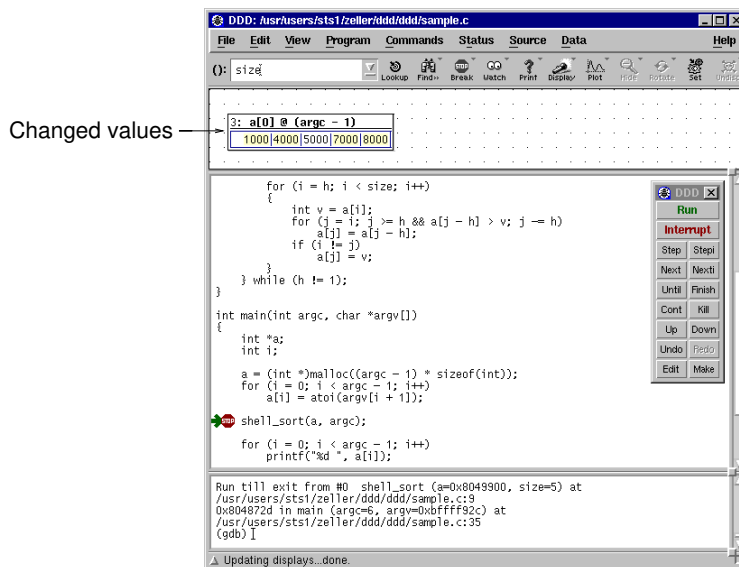 DDD: /usr/users/sts1/zeller/ddd/ddd/sample.c
File Edit View Program Commands Status Source Data Help
(): size
Lookup Find» Break Watch Print Display Plot Hide Rotate Set Undisp
Changed values
3: a[0] @ (argc - 1)
1000 4000 5000 7000 8000
for (i = h; i < size; i++)
{
int v = a[i];
for (j = i; j >= h && a[j - h] > v; j -= h)
a[j] = a[j - h];
if (i != j)
a[j] = v;
}
} while (h != 1);
}
int main(int argc, char *argv[])
{
int *a;
int i;
a = (int *)malloc((argc - 1) * sizeof(int));
for (i = 0; i < argc - 1; i++)
a[i] = atoi(argv[i + 1]);
STOP shell_sort(a, argc);
for (i = 0; i < argc - 1; i++)
printf("%d ", a[i]);
DDD
Run
Interrupt
Step Stepi
Next Nexti
Until Finish
Cont Kill
Up Down
Undo Redo
Edit Make
Run till exit from #0 shell_sort (a=0x8049900, size=5) at
/usr/users/sts1/zeller/ddd/ddd/sample.c:9
0x804872d in main (argc=6, argv=0xbffff92c) at
/usr/users/sts1/zeller/ddd/ddd/sample.c:35
(gdb)
Updating displays...done.